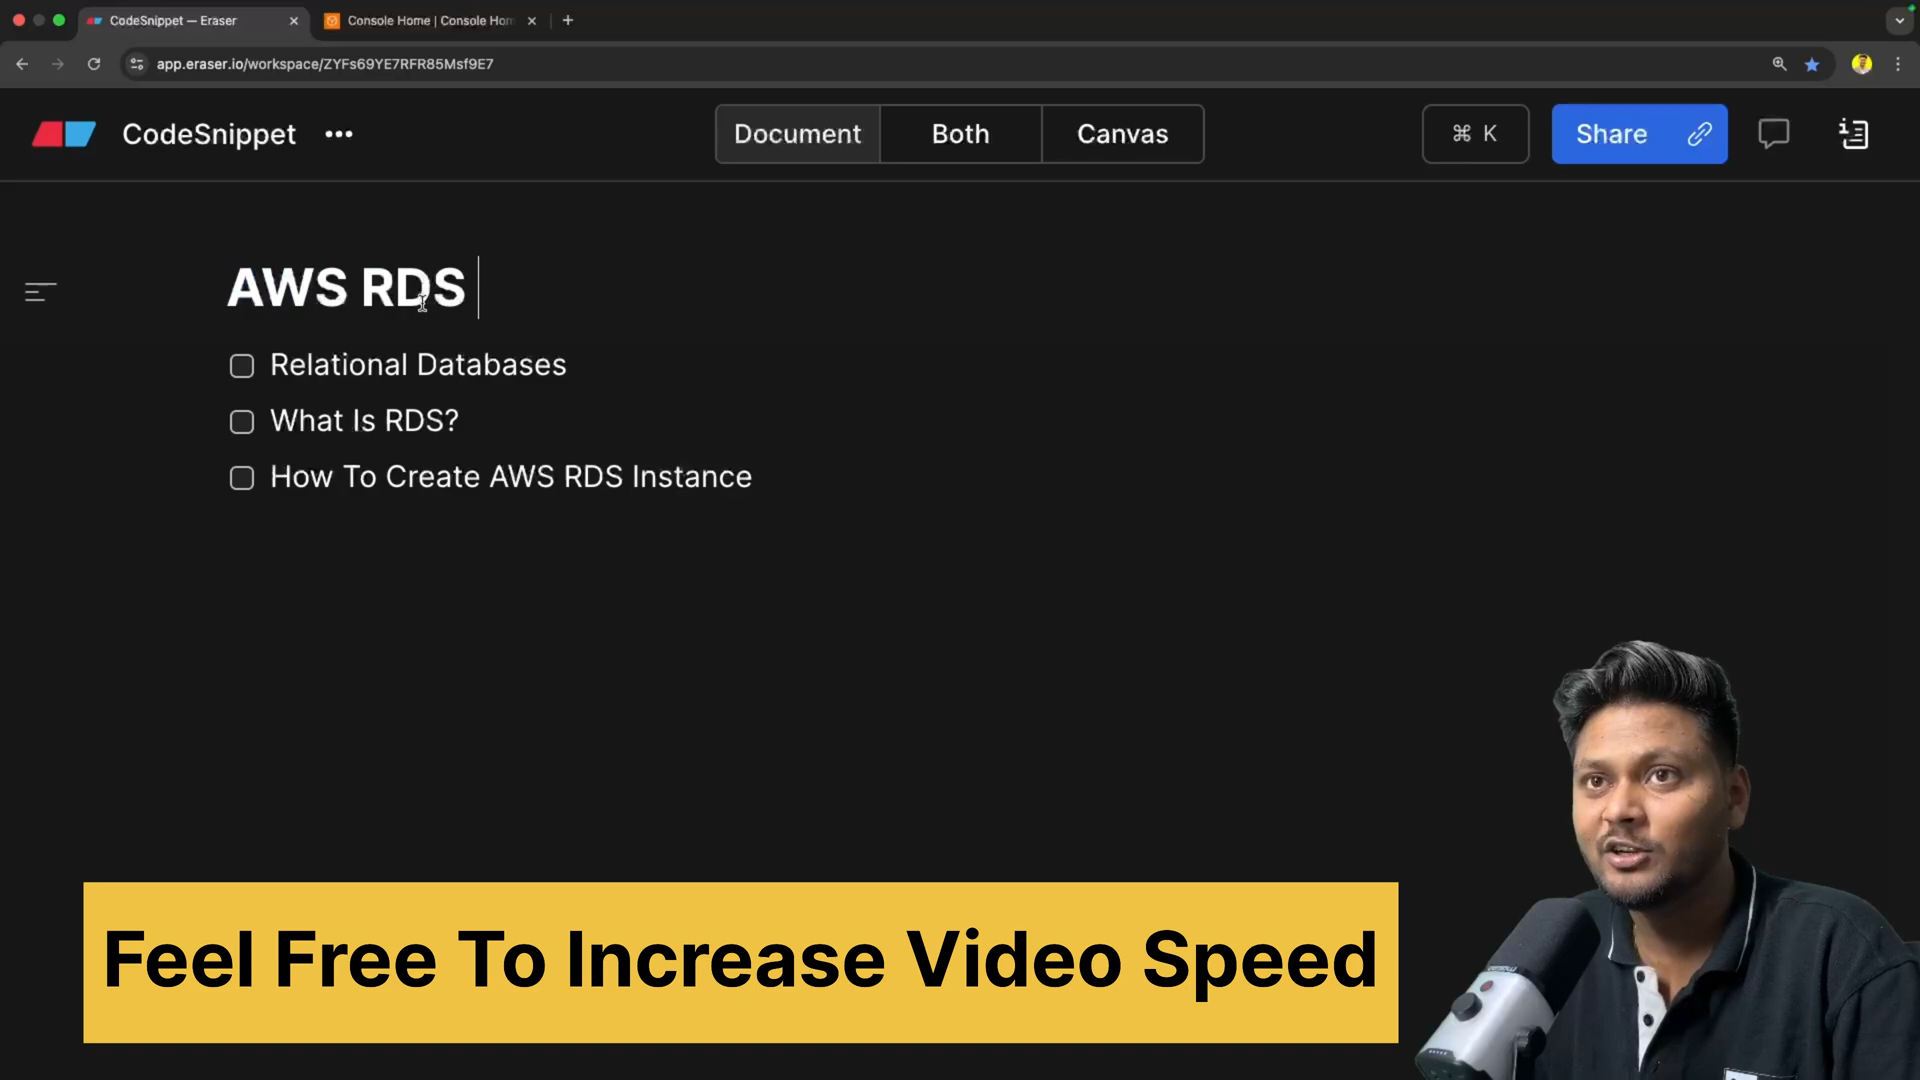 CodeSnippet — Eraser
Console Home | Console Hom
app.eraser.io/workspace/ZYFs69YE7RFR85Msf9E7
CodeSnippet
Document
Both
Canvas
⌘ K
Share
AWS RDS
Relational Databases
What Is RDS?
How To Create AWS RDS Instance
Feel Free To Increase Video Speed